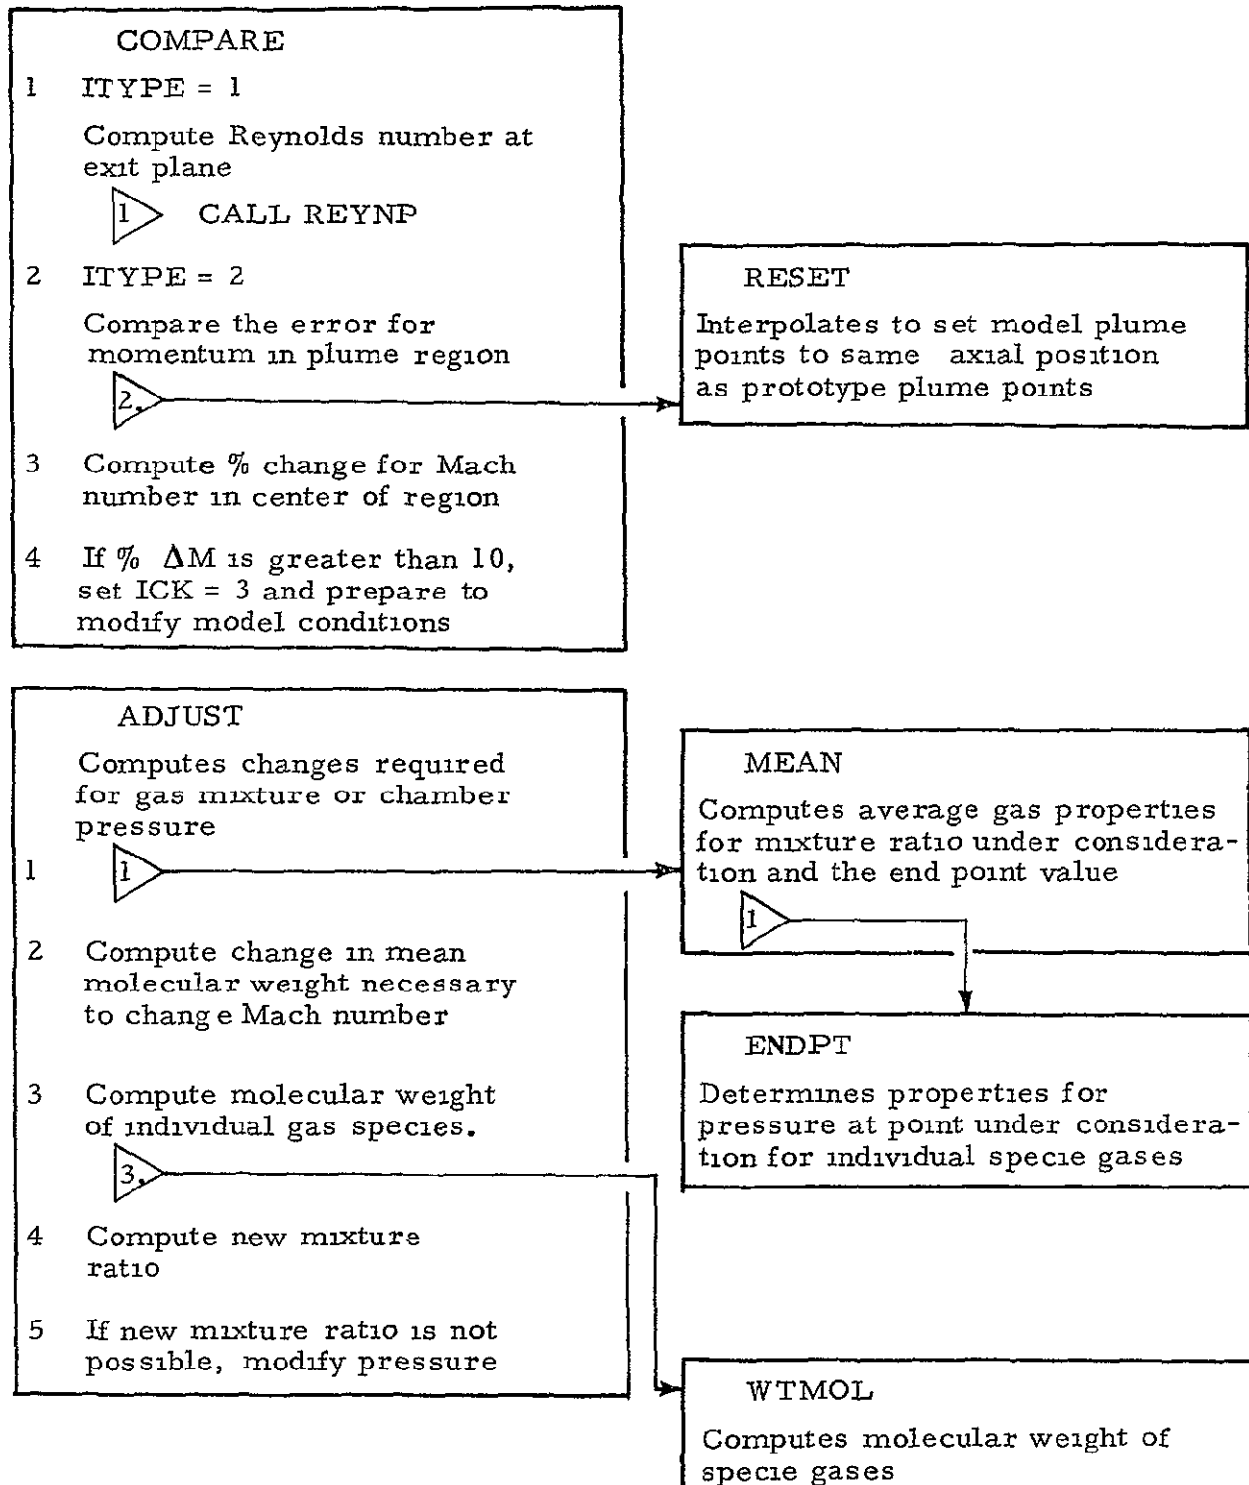 COMPARE
1 ITYPE = 1
Compute Reynolds number at
exit plane
1 CALL REYNP
2 ITYPE = 2
Compare the error for
momentum in plume region
2.
3 Compute % change for Mach
number in center of region
4 If % ΔM is greater than 10,
set ICK = 3 and prepare to
modify model conditions
RESET
Interpolates to set model plume
points to same axial position
as prototype plume points
ADJUST
Computes changes required
for gas mixture or chamber
pressure
1 1
2 Compute change in mean
molecular weight necessary
to change Mach number
3 Compute molecular weight
of individual gas species.
3.
4 Compute new mixture
ratio
5 If new mixture ratio is not
possible, modify pressure
MEAN
Computes average gas properties
for mixture ratio under considera-
tion and the end point value
1
ENDPT
Determines properties for
pressure at point under considera-
tion for individual specie gases
WTMOL
Computes molecular weight of
specie gases